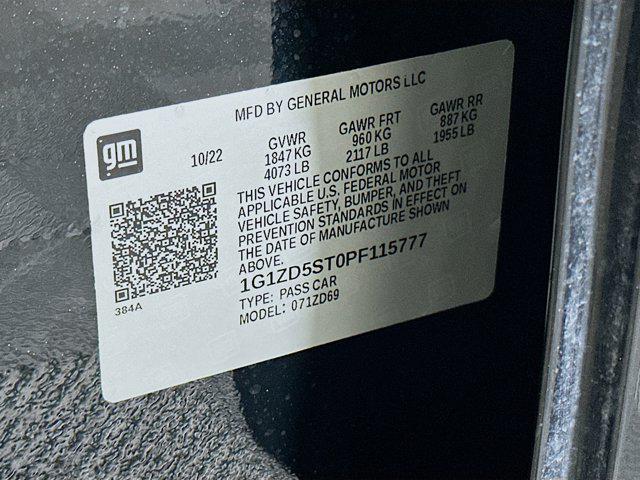 MFD BY GENERAL MOTORS LLC
gm
10/22
GVWR GAWR FRT GAWR RR
1847 KG 960 KG 887 KG
4073 LB 2117 LB 1955 LB
THIS VEHICLE CONFORMS TO ALL
APPLICABLE U.S. FEDERAL MOTOR
VEHICLE SAFETY, BUMPER, AND THEFT
PREVENTION STANDARDS IN EFFECT ON
THE DATE OF MANUFACTURE SHOWN
ABOVE.
1G1ZD5ST0PF115777
TYPE: PASS CAR
MODEL: 071ZD69
384A